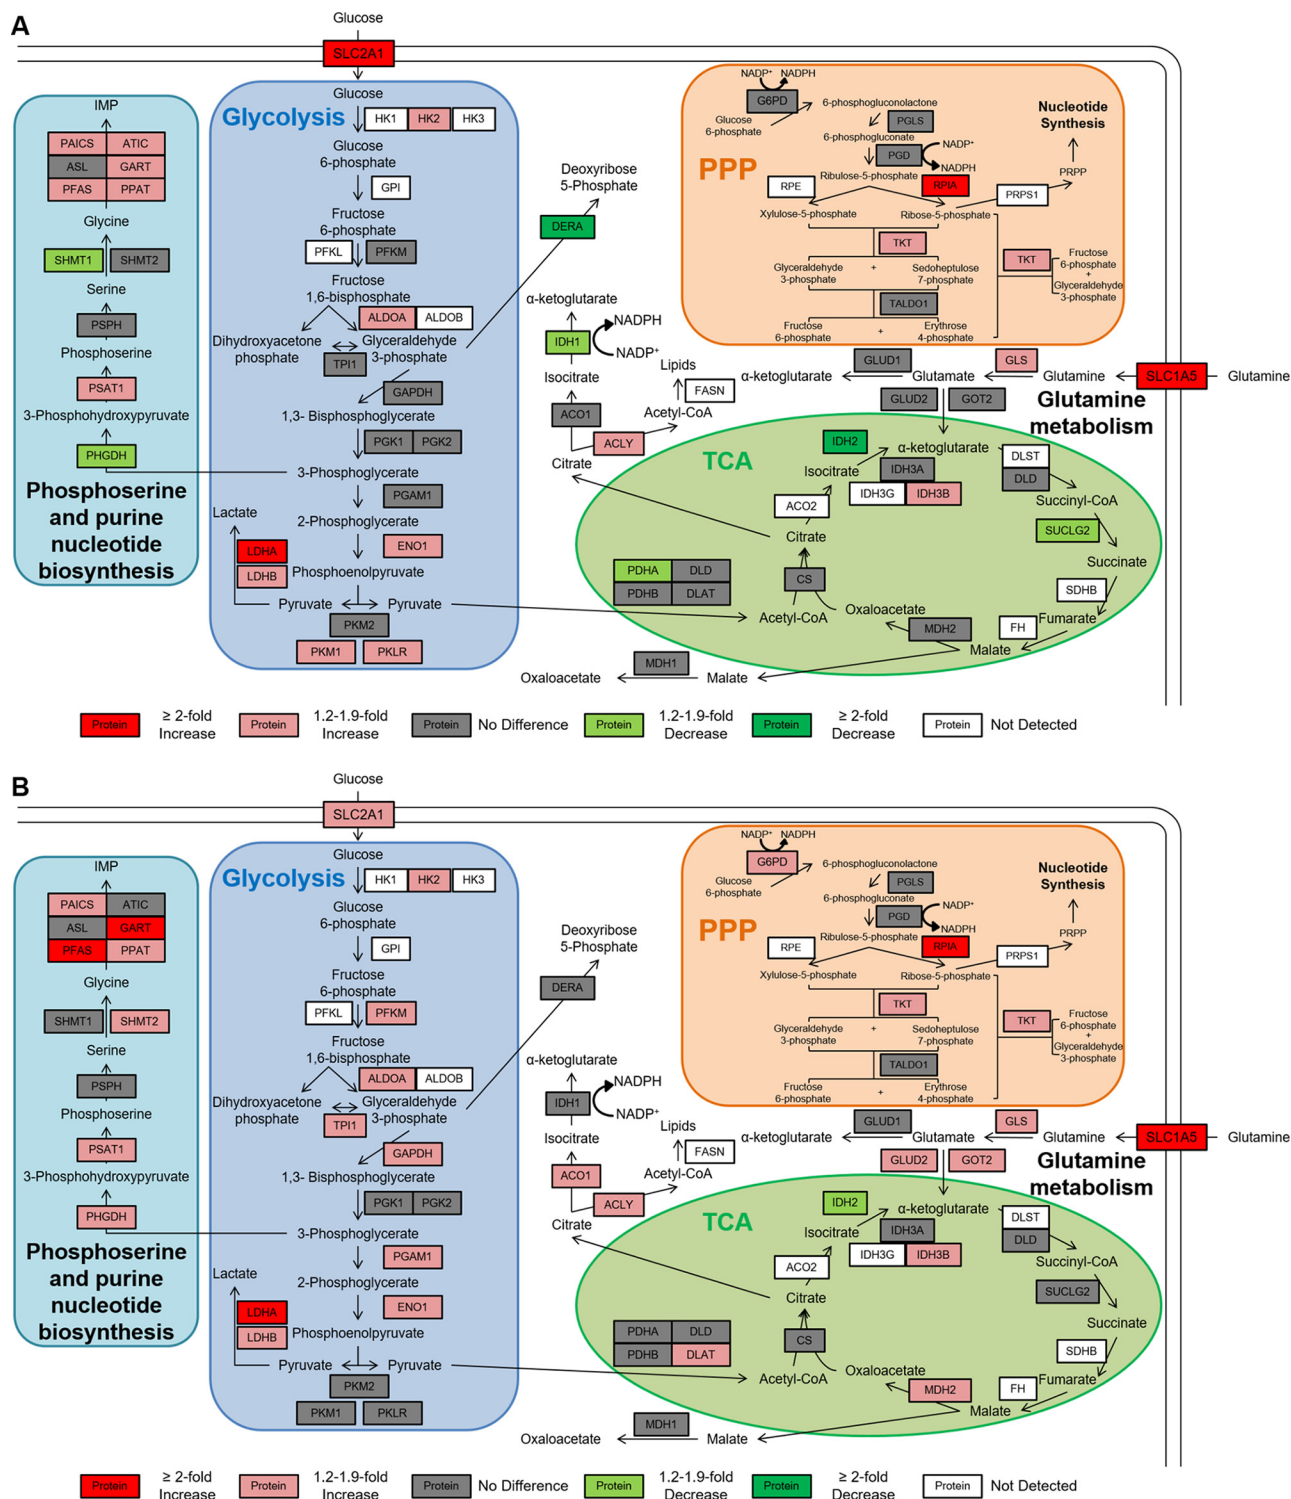 A
Glucose
SLC2A1
Glucose
Glycolysis
HK1 HK2 HK3
Glucose
6-phosphate
GPI
Fructose
6-phosphate
PFKL PFKM
Fructose
1,6-bisphosphate
ALDOA ALDOB
Dihydroxyacetone
phosphate
Glyceraldehyde
3-phosphate
TPI1
GAPDH
1,3- Bisphosphoglycerate
PGK1 PGK2
3-Phosphoglycerate
PGAM1
2-Phosphoglycerate
ENO1
Phosphoenolpyruvate
Lactate
LDHA
LDHB
Pyruvate
Pyruvate
PKM2
PKM1 PKLR
IMP
PAICS ATIC
ASL GART
PFAS PPAT
Glycine
SHMT1 SHMT2
Serine
PSPH
Phosphoserine
PSAT1
3-Phosphohydroxypyruvate
PHGDH
Phosphoserine
and purine
nucleotide
biosynthesis
Deoxyribose
5-Phosphate
DERA
α-ketoglutarate
NADPH
IDH1
NADP+
Isocitrate
ACO1
Citrate
ACLY
Lipids
FASN
Acetyl-CoA
PPP
NADP+ NADPH
G6PD
Glucose
6-phosphate
6-phosphogluconolactone
PGLS
6-phosphogluconate
PGD
NADP+
NADPH
Ribulose-5-phosphate
RPE
RPIA
Xylulose-5-phosphate
Ribose-5-phosphate
PRPS1
PRPP
Nucleotide
Synthesis
TKT
Glyceraldehyde
3-phosphate
+
Sedoheptulose
7-phosphate
TKT
Fructose
6-phosphate
+
Glyceraldehyde
3-phosphate
TALDO1
Fructose
6-phosphate
+
Erythrose
4-phosphate
α-ketoglutarate
GLUD1
Glutamate
GLS
Glutamine
SLC1A5
Glutamine
GLUD2 GOT2
Glutamine
metabolism
TCA
IDH2
α-ketoglutarate
Isocitrate
IDH3A
IDH3G IDH3B
DLST
DLD
Succinyl-CoA
SUCLG2
Succinate
SDHB
Fumarate
FH
Malate
MDH2
Oxaloacetate
ACO2
Citrate
CS
Acetyl-CoA
PDHA DLD
PDHB DLAT
MDH1
Oxaloacetate
Malate
Protein ≥ 2-fold
Increase
Protein 1.2-1.9-fold
Increase
Protein No Difference
Protein 1.2-1.9-fold
Decrease
Protein ≥ 2-fold
Decrease
Protein Not Detected
B
Glucose
SLC2A1
Glucose
Glycolysis
HK1 HK2 HK3
Glucose
6-phosphate
GPI
Fructose
6-phosphate
PFKL PFKM
Fructose
1,6-bisphosphate
ALDOA ALDOB
Dihydroxyacetone
phosphate
Glyceraldehyde
3-phosphate
TPI1
GAPDH
1,3- Bisphosphoglycerate
PGK1 PGK2
3-Phosphoglycerate
PGAM1
2-Phosphoglycerate
ENO1
Phosphoenolpyruvate
Lactate
LDHA
LDHB
Pyruvate
Pyruvate
PKM2
PKM1 PKLR
IMP
PAICS ATIC
ASL GART
PFAS PPAT
Glycine
SHMT1 SHMT2
Serine
PSPH
Phosphoserine
PSAT1
3-Phosphohydroxypyruvate
PHGDH
Phosphoserine
and purine
nucleotide
biosynthesis
Deoxyribose
5-Phosphate
DERA
α-ketoglutarate
NADPH
IDH1
NADP+
Isocitrate
ACO1
Citrate
ACLY
Lipids
FASN
Acetyl-CoA
PPP
NADP+ NADPH
G6PD
Glucose
6-phosphate
6-phosphogluconolactone
PGLS
6-phosphogluconate
PGD
NADP+
NADPH
Ribulose-5-phosphate
RPE
RPIA
Xylulose-5-phosphate
Ribose-5-phosphate
PRPS1
PRPP
Nucleotide
Synthesis
TKT
Glyceraldehyde
3-phosphate
+
Sedoheptulose
7-phosphate
TKT
Fructose
6-phosphate
+
Glyceraldehyde
3-phosphate
TALDO1
Fructose
6-phosphate
+
Erythrose
4-phosphate
α-ketoglutarate
GLUD1
Glutamate
GLS
Glutamine
SLC1A5
Glutamine
GLUD2 GOT2
Glutamine
metabolism
TCA
IDH2
α-ketoglutarate
Isocitrate
IDH3A
IDH3G IDH3B
DLST
DLD
Succinyl-CoA
SUCLG2
Succinate
SDHB
Fumarate
FH
Malate
MDH2
Oxaloacetate
ACO2
Citrate
CS
Acetyl-CoA
PDHA DLD
PDHB DLAT
MDH1
Oxaloacetate
Malate
Protein ≥ 2-fold
Increase
Protein 1.2-1.9-fold
Increase
Protein No Difference
Protein 1.2-1.9-fold
Decrease
Protein ≥ 2-fold
Decrease
Protein Not Detected